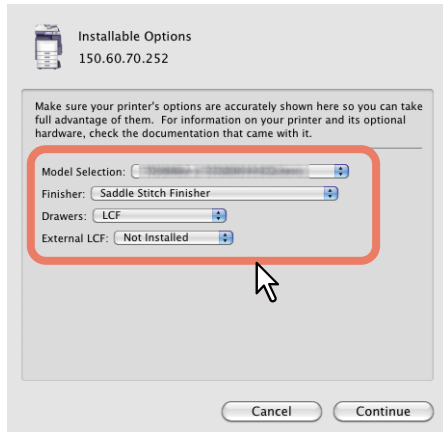 Installable Options
150.60.70.252
Make sure your printer's options are accurately shown here so you can take
full advantage of them. For information on your printer and its optional
hardware, check the documentation that came with it.
Model Selection:
Finisher: Saddle Stitch Finisher
Drawers: LCF
External LCF: Not Installed
Cancel Continue